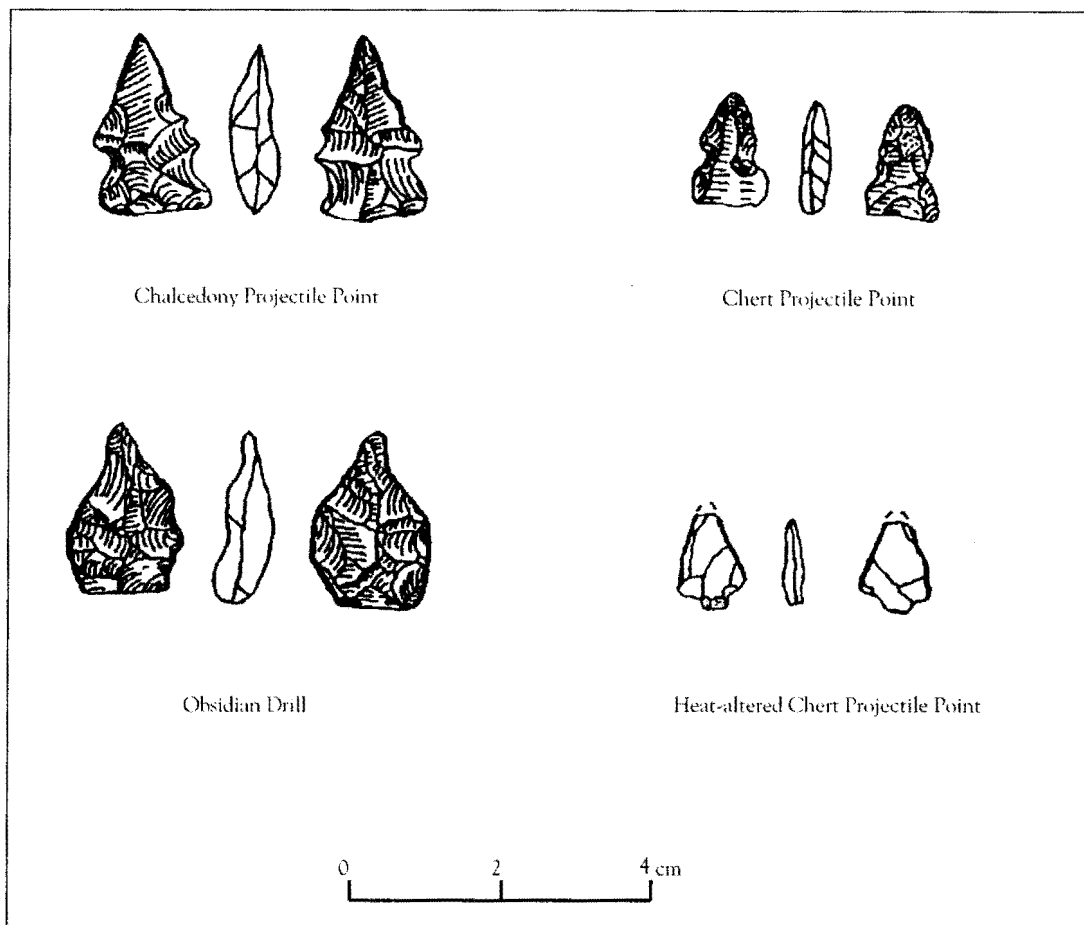 Chalcedony Projectile Point
Chert Projectile Point
Obsidian Drill
Heat-altered Chert Projectile Point
0 2 4 cm